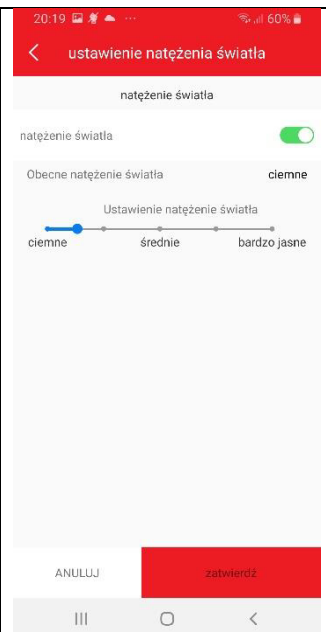 20:19 ... 60%
ustawienie natężenia światła
natężenie światła
natężenie światła
Obecne natężenie światła ciemne
Ustawienie natężenie światła
ciemne średnie bardzo jasne
ANULUJ zatwierdź